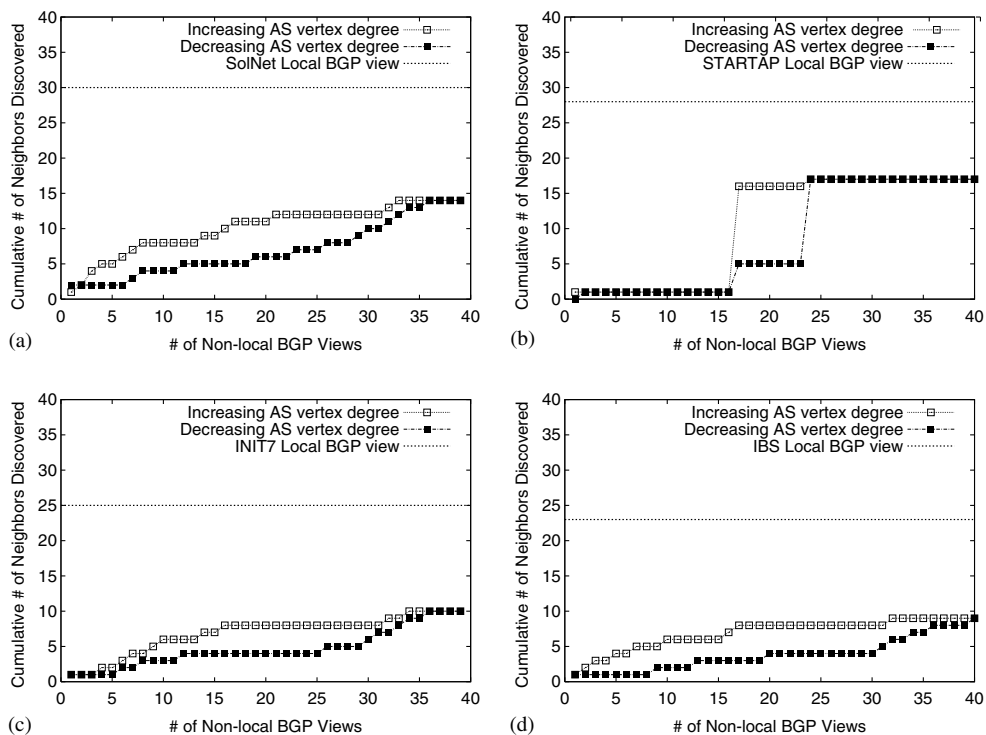 Cumulative # of Neighbors Discovered
40
35
30
25
20
15
10
5
0
Increasing AS vertex degree
Decreasing AS vertex degree
SolNet Local BGP view
0 5 10 15 20 25 30 35 40
(a) # of Non-local BGP Views
Cumulative # of Neighbors Discovered
40
35
30
25
20
15
10
5
0
Increasing AS vertex degree
Decreasing AS vertex degree
STARTAP Local BGP view
0 5 10 15 20 25 30 35 40
(b) # of Non-local BGP Views
Cumulative # of Neighbors Discovered
40
35
30
25
20
15
10
5
0
Increasing AS vertex degree
Decreasing AS vertex degree
INIT7 Local BGP view
0 5 10 15 20 25 30 35 40
(c) # of Non-local BGP Views
Cumulative # of Neighbors Discovered
40
35
30
25
20
15
10
5
0
Increasing AS vertex degree
Decreasing AS vertex degree
IBS Local BGP view
0 5 10 15 20 25 30 35 40
(d) # of Non-local BGP Views